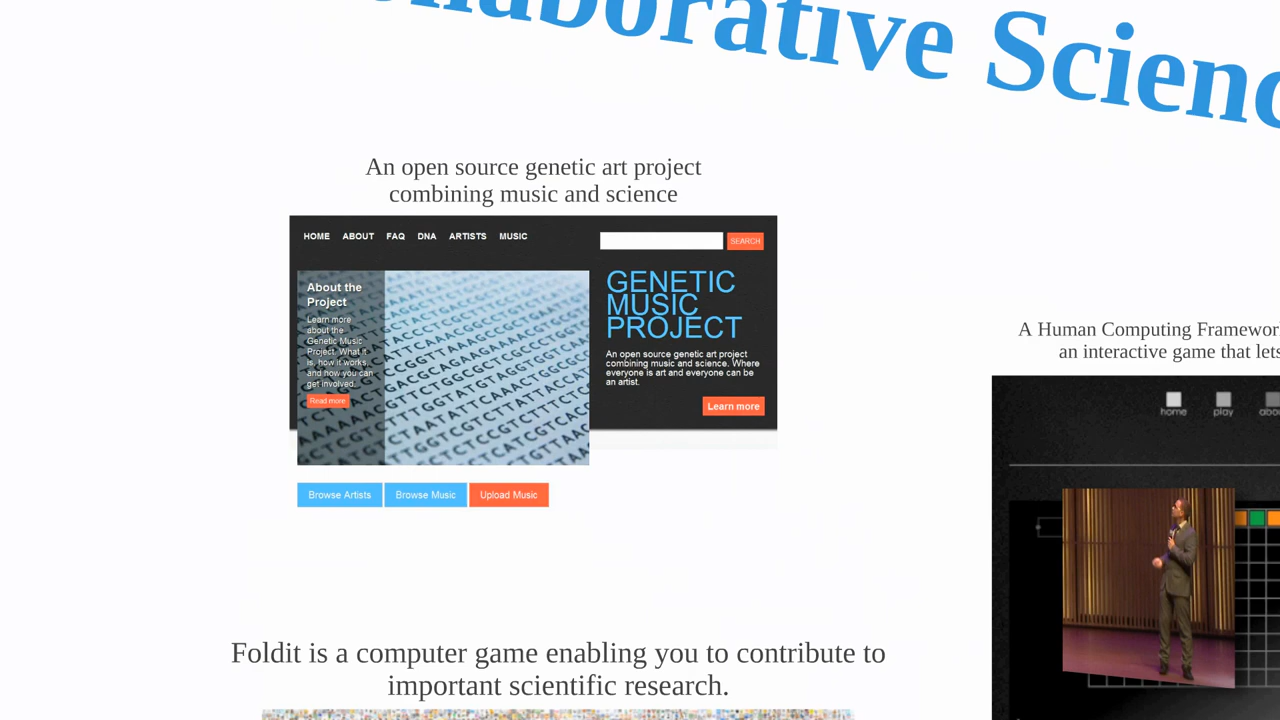 ollaborative Scienc
An open source genetic art project
combining music and science
HOME ABOUT FAQ DNA ARTISTS MUSIC
SEARCH
About the
Project
Learn more
about the
Genetic Music
Project. What it
is, how it works,
and how you can
get involved.
Read more
GENETIC
MUSIC
PROJECT
An open source genetic art project
combining music and science. Where
everyone is art and everyone can be
an artist.
Learn more
Browse Artists Browse Music Upload Music
A Human Computing Framewor
an interactive game that lets
home play abou
Foldit is a computer game enabling you to contribute to
important scientific research.